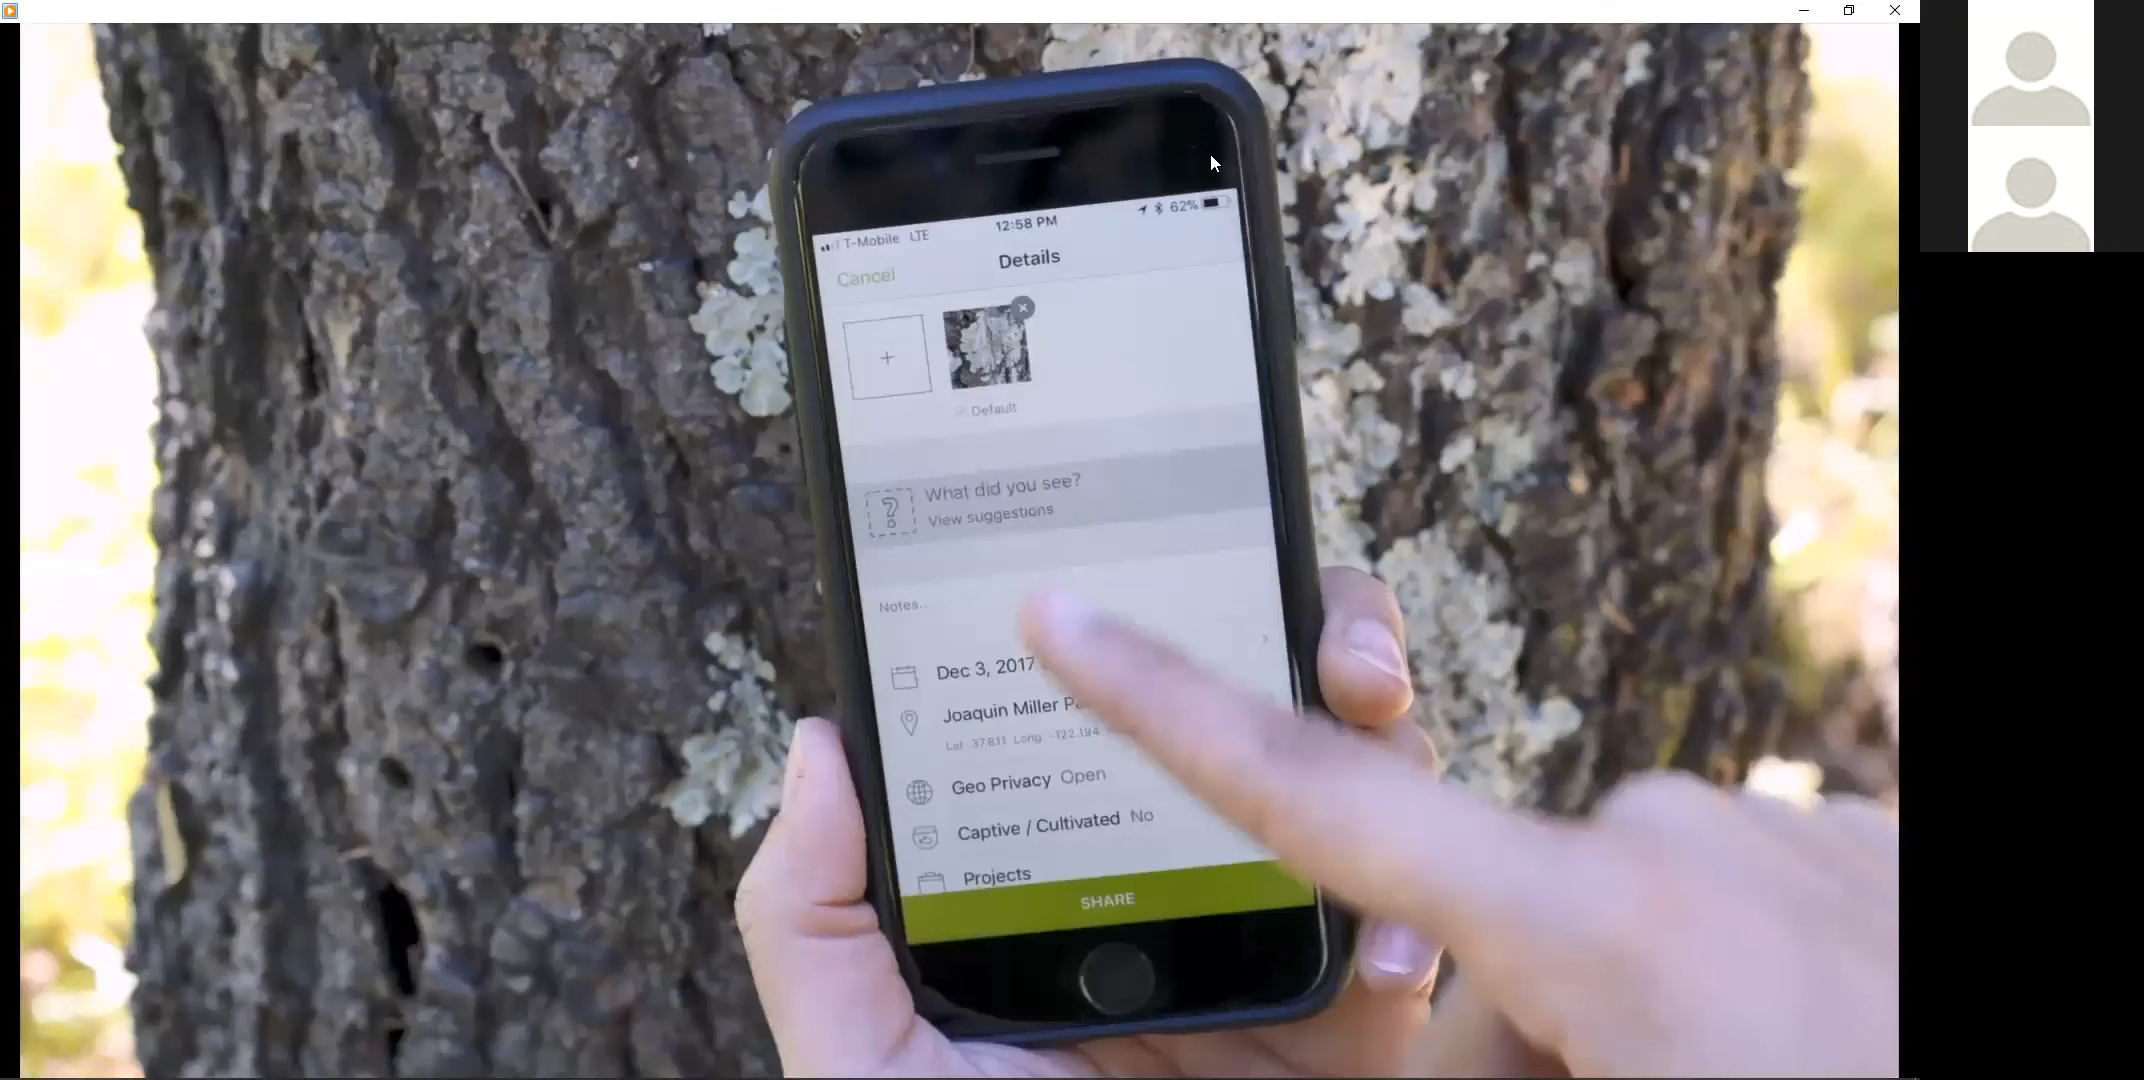 T-Mobile LTE 12:58 PM 62%
Cancel Details
Default
What did you see?
View suggestions
Notes..
Dec 3, 2017
Joaquin Miller
Lat 37.811 Long -122.194
Geo Privacy Open
Captive / Cultivated No
Projects
SHARE